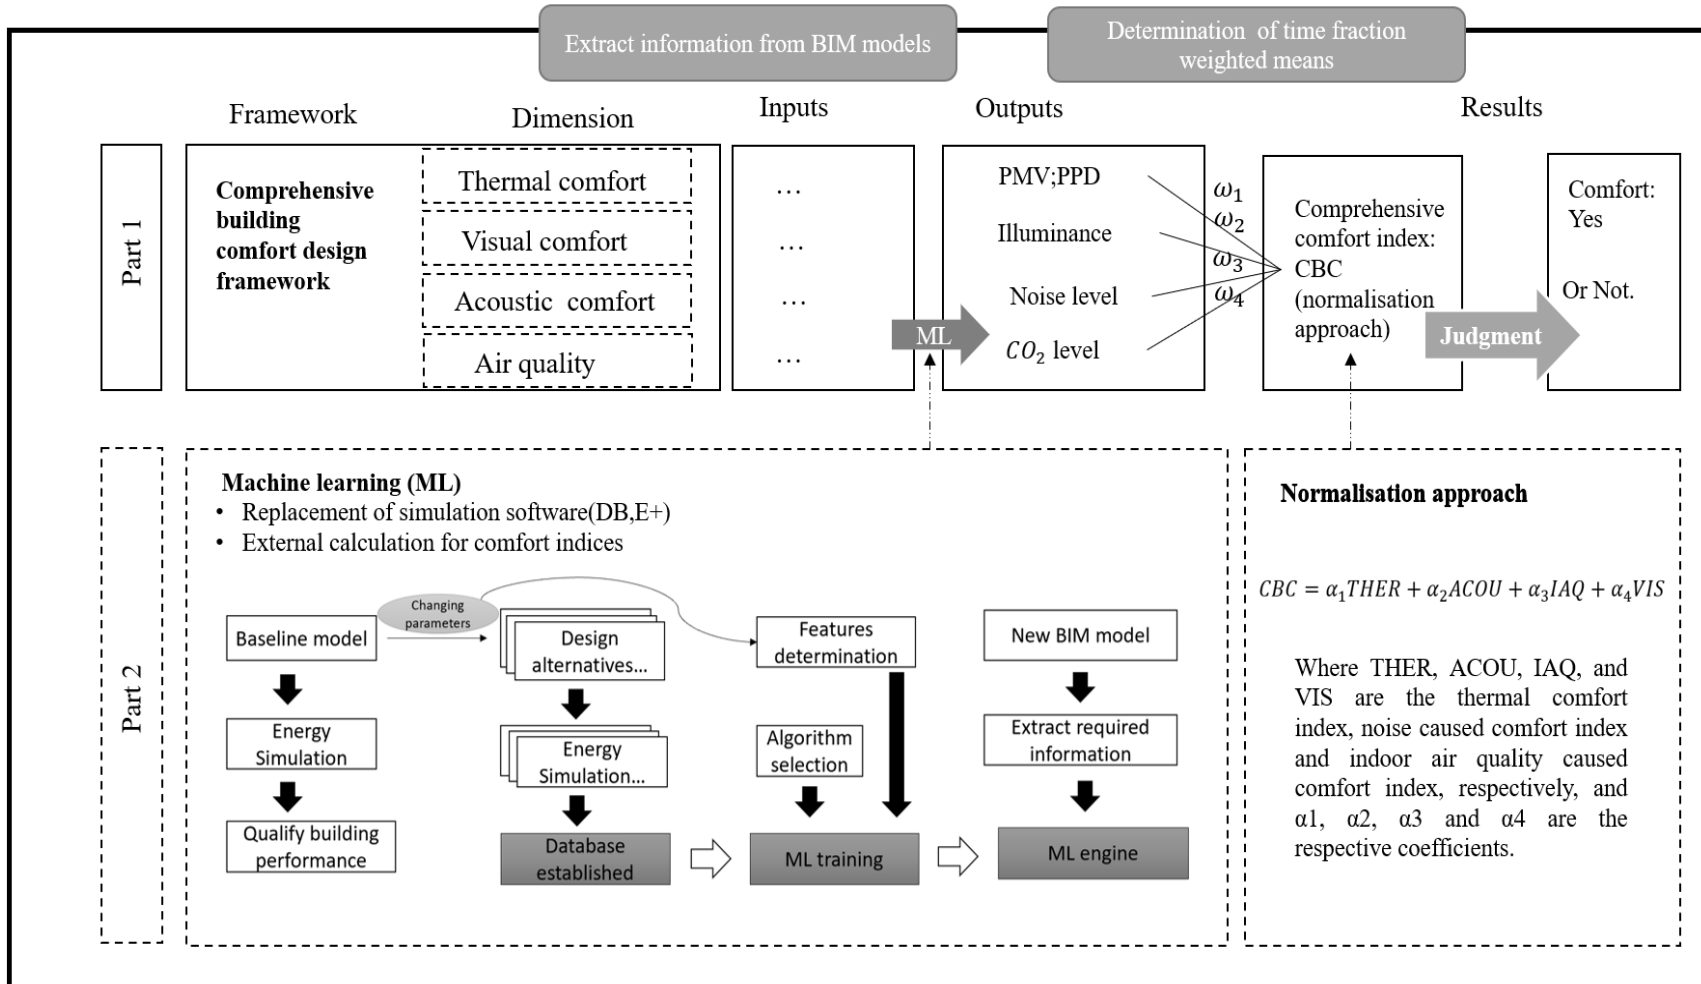 Extract information from BIM models
Determination of time fraction
weighted means
Framework
Dimension
Inputs
Outputs
Results
Part 1
Comprehensive
building
comfort design
framework
Thermal comfort
Visual comfort
Acoustic comfort
Air quality
…
…
…
…
ML
PMV;PPD
Illuminance
Noise level
CO₂ level
ω₁
ω₂
ω₃
ω₄
Comprehensive
comfort index:
CBC
(normalisation
approach)
Judgment
Comfort:
Yes
Or Not.
Part 2
Machine learning (ML)
• Replacement of simulation software(DB,E+)
• External calculation for comfort indices
Baseline model
Changing
parameters
Design
alternatives...
Features
determination
New BIM model
Energy
Simulation
Energy
Simulation...
Algorithm
selection
Extract required
information
Qualify building
performance
Database
established
ML training
ML engine
Normalisation approach
CBC = α₁THER + α₂ACOU + α₃IAQ + α₄VIS
Where THER, ACOU, IAQ, and
VIS are the thermal comfort
index, noise caused comfort index
and indoor air quality caused
comfort index, respectively, and
α1, α2, α3 and α4 are the
respective coefficients.